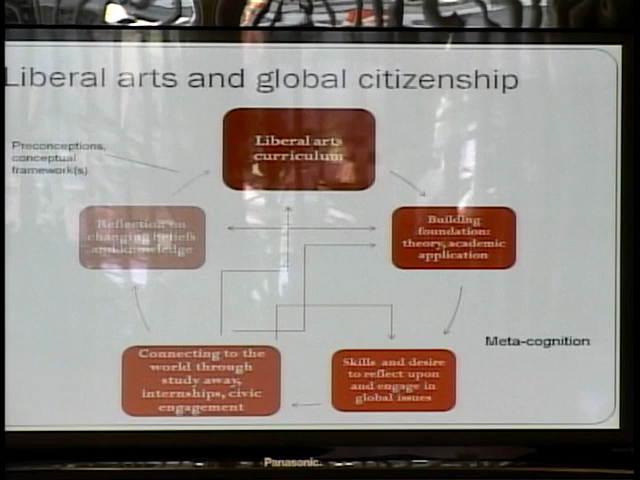 Liberal arts and global citizenship
Preconceptions,
conceptual
framework(s)
Liberal arts
curriculum
Reflection on
changing beliefs
and knowledge
Building
foundation:
theory, academic
application
Meta-cognition
Connecting to the
world through
study away,
internships, civic
engagement
Skills and desire
to reflect upon
and engage in
global issues
Panasonic